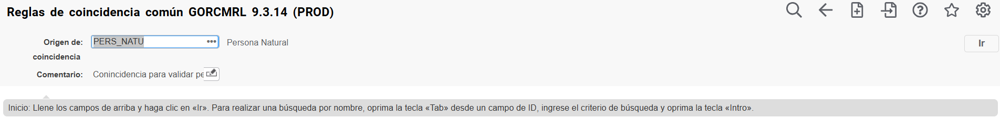 Reglas de coincidencia común GORCMRL 9.3.14 (PROD)
Origen de: PERS_NATU ••• Persona Natural Ir
coincidencia
Comentario: Conincidencia para validar pe
Inicio: Llene los campos de arriba y haga clic en «Ir». Para realizar una búsqueda por nombre, oprima la tecla «Tab» desde un campo de ID, ingrese el criterio de búsqueda y oprima la tecla «Intro».